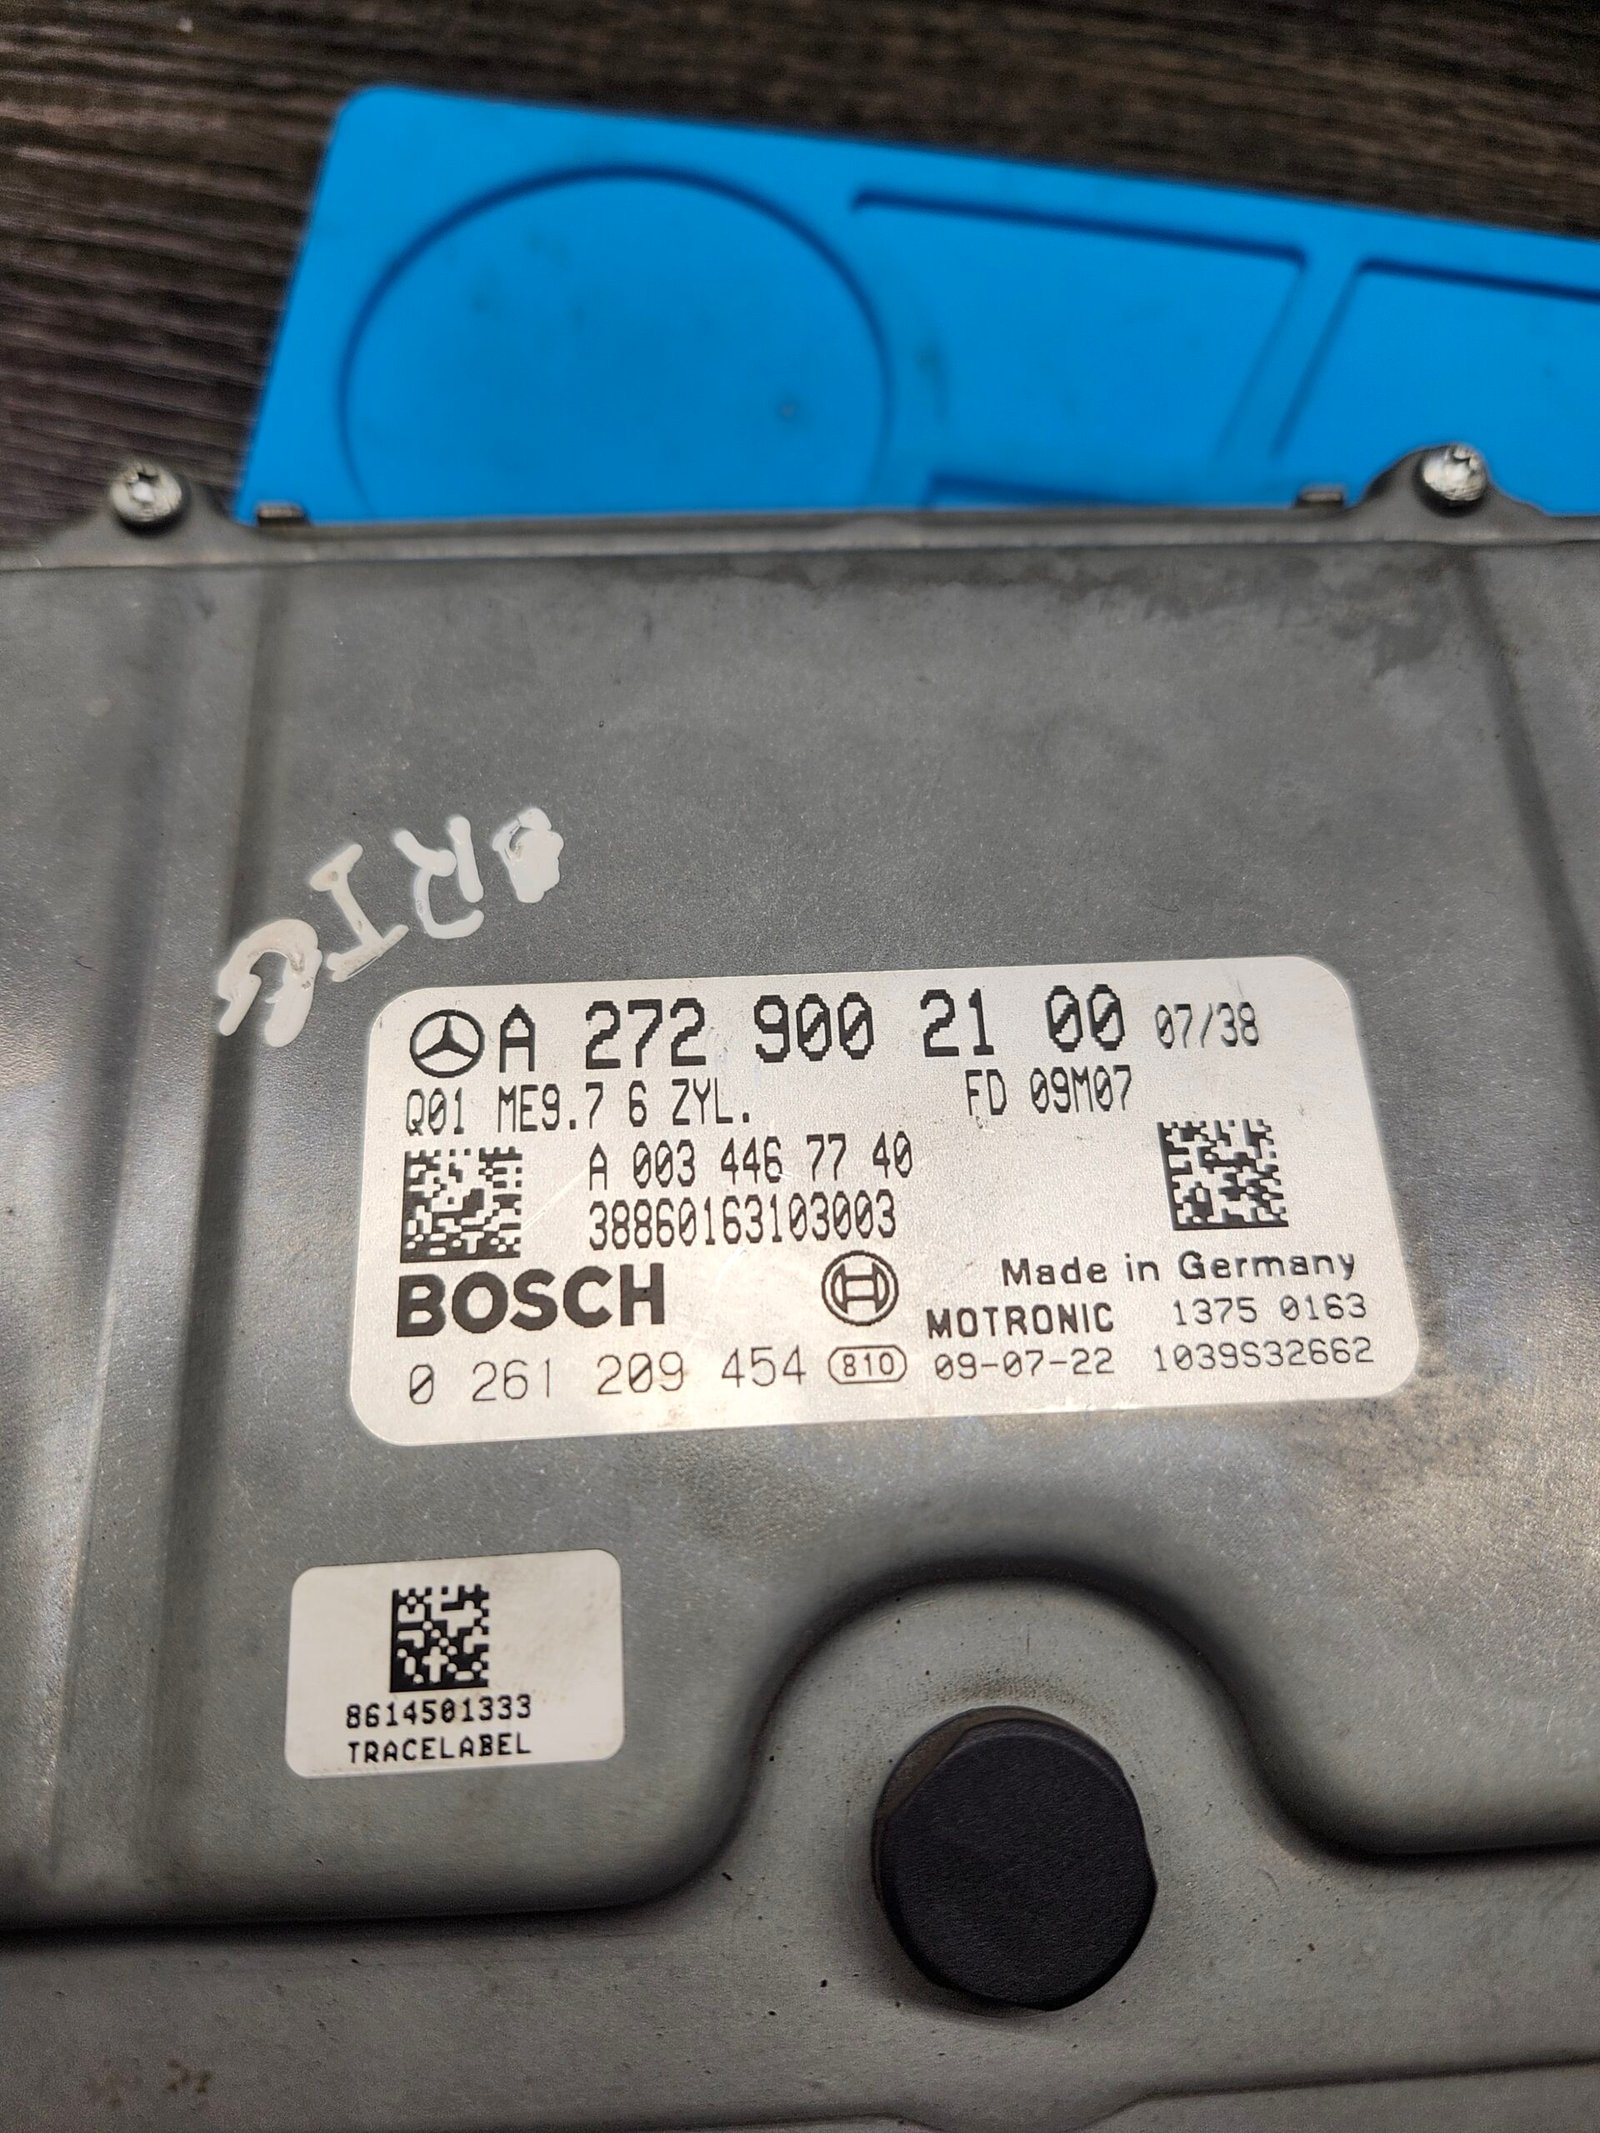 ORIG
A 272 900 21 00 07/38
Q01 ME9.7 6 ZYL. FD 09M07
A 003 446 77 40
38860163103003
BOSCH
Made in Germany
MOTRONIC 1375 0163
0 261 209 454 810 09-07-22 1039S32662
8614501333
TRACELABEL